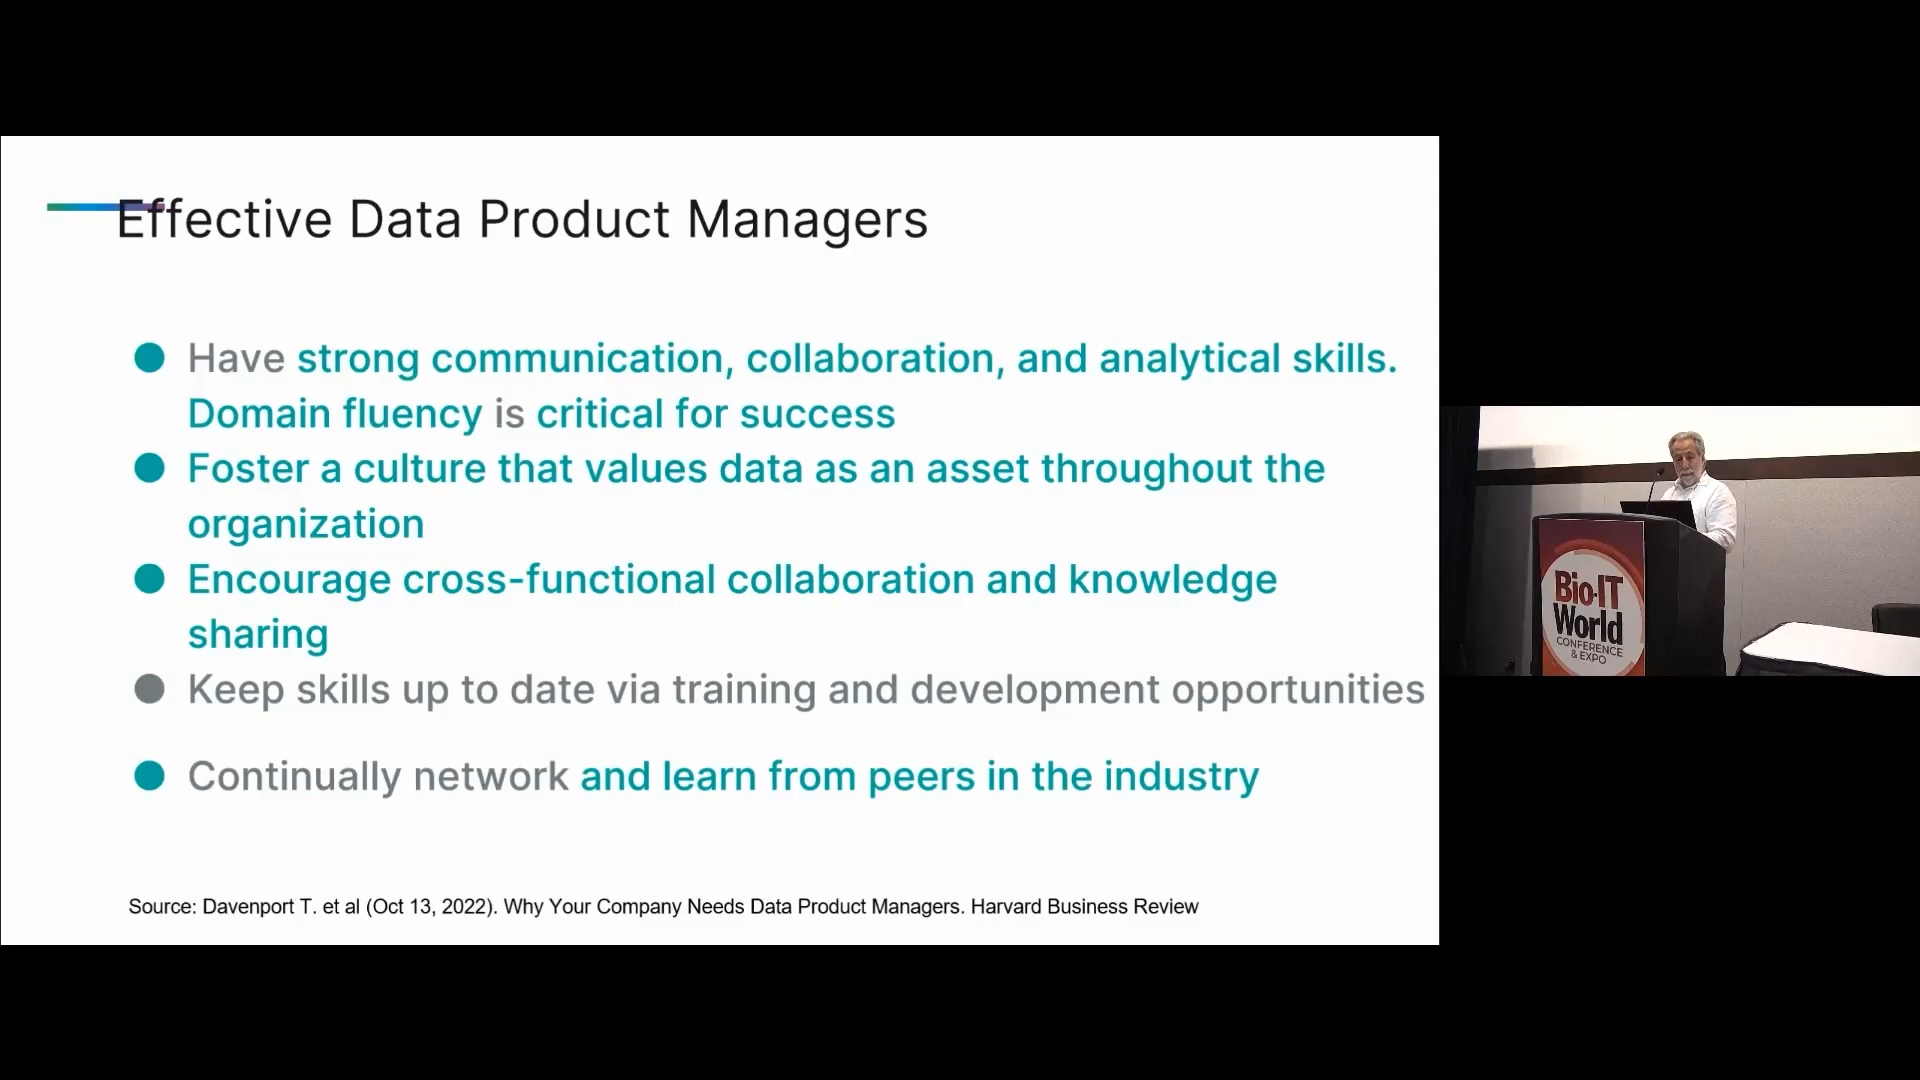 Effective Data Product Managers
Have strong communication, collaboration, and analytical skills.
Domain fluency is critical for success
Foster a culture that values data as an asset throughout the
organization
Encourage cross-functional collaboration and knowledge
sharing
Keep skills up to date via training and development opportunities
Continually network and learn from peers in the industry
Source: Davenport T. et al (Oct 13, 2022). Why Your Company Needs Data Product Managers. Harvard Business Review
Bio-IT
World
CONFERENCE
& EXPO